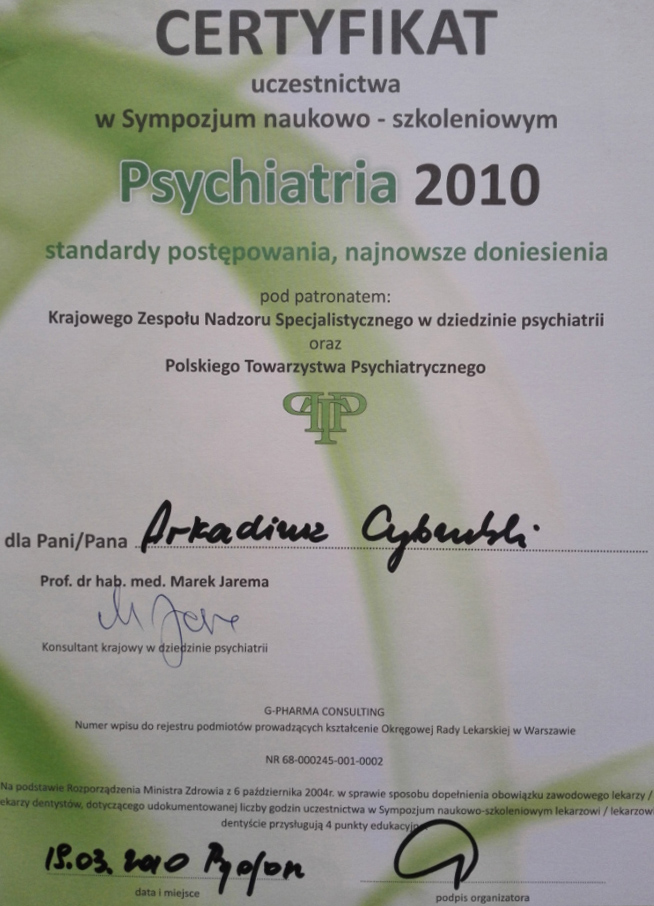 CERTYFIKAT
uczestnictwa
w Sympozjum naukowo - szkoleniowym
Psychiatria 2010
standardy postępowania, najnowsze doniesienia
pod patronatem:
Krajowego Zespołu Nadzoru Specjalistycznego w dziedzinie psychiatrii
oraz
Polskiego Towarzystwa Psychiatrycznego
dla Pani/Pana Arkadiusz
Prof. dr hab. med. Marek Jarema
Konsultant krajowy w dziedzinie psychiatrii
G-PHARMA CONSULTING
Numer wpisu do rejestru podmiotów prowadzących kształcenie Okręgowej Rady Lekarskiej w Warszawie
NR 68-000245-001-0002
Na podstawie Rozporządzenia Ministra Zdrowia z 6 października 2004r. w sprawie sposobu dopełnienia obowiązku zawodowego lekarzy /
ekarzy dentystów, dotyczącego udokumentowanej liczby godzin uczestnictwa w Sympozjum naukowo-szkoleniowym lekarzowi / lekarzow
dentyście przysługują 4 punkty edukacyjn
2010
data i miejsce
podpis organizatora